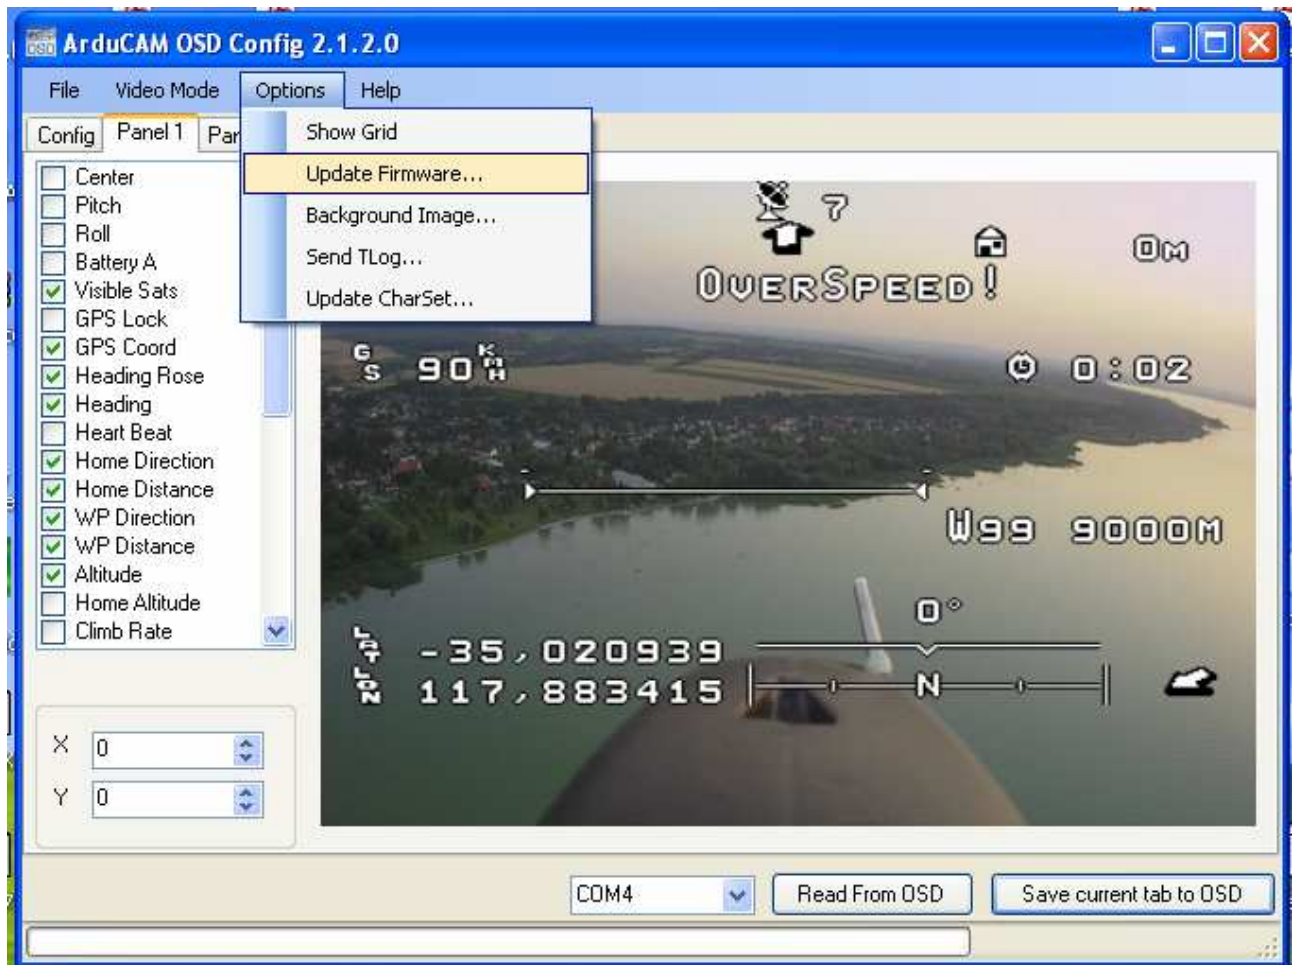 ArduCAM OSD Config 2.1.2.0
File Video Mode Options Help
Config Panel 1 Par
Show Grid
Update Firmware...
Background Image...
Send TLog...
Update CharSet...
Center
Pitch
Roll
Battery A
Visible Sats
GPS Lock
GPS Coord
Heading Rose
Heading
Heart Beat
Home Direction
Home Distance
WP Direction
WP Distance
Altitude
Home Altitude
Climb Rate
X 0
Y 0
7
0M
OVERSPEED!
GS 90 KMH 0:02
W99 9000M
0°
LAT -35,020939
LON 117,883415 N
COM4 Read From OSD Save current tab to OSD